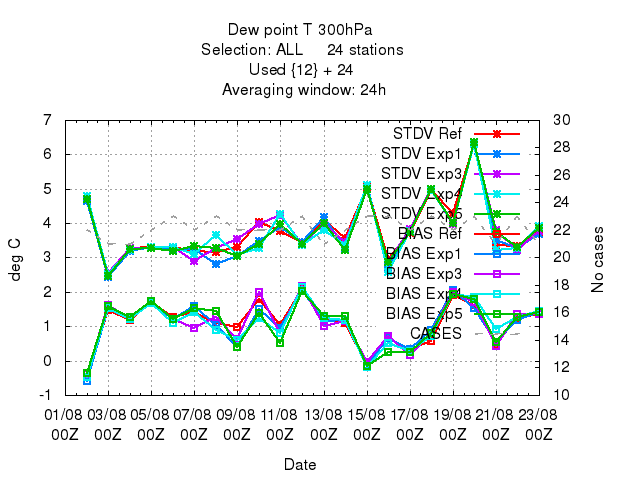 Dew point T 300hPa
Selection: ALL 24 stations
Used {12} + 24
Averaging window: 24h
7
6
5
4
3
2
1
0
-1
deg C
30
28
26
24
22
20
18
16
14
12
10
No cases
STDV Ref
STDV Exp1
STDV Exp3
STDV Exp4
STDV Exp5
BIAS Ref
BIAS Exp1
BIAS Exp3
BIAS Exp4
BIAS Exp5
CASES
01/08 03/08 05/08 07/08 09/08 11/08 13/08 15/08 17/08 19/08 21/08 23/08
00Z 00Z 00Z 00Z 00Z 00Z 00Z 00Z 00Z 00Z 00Z 00Z
Date